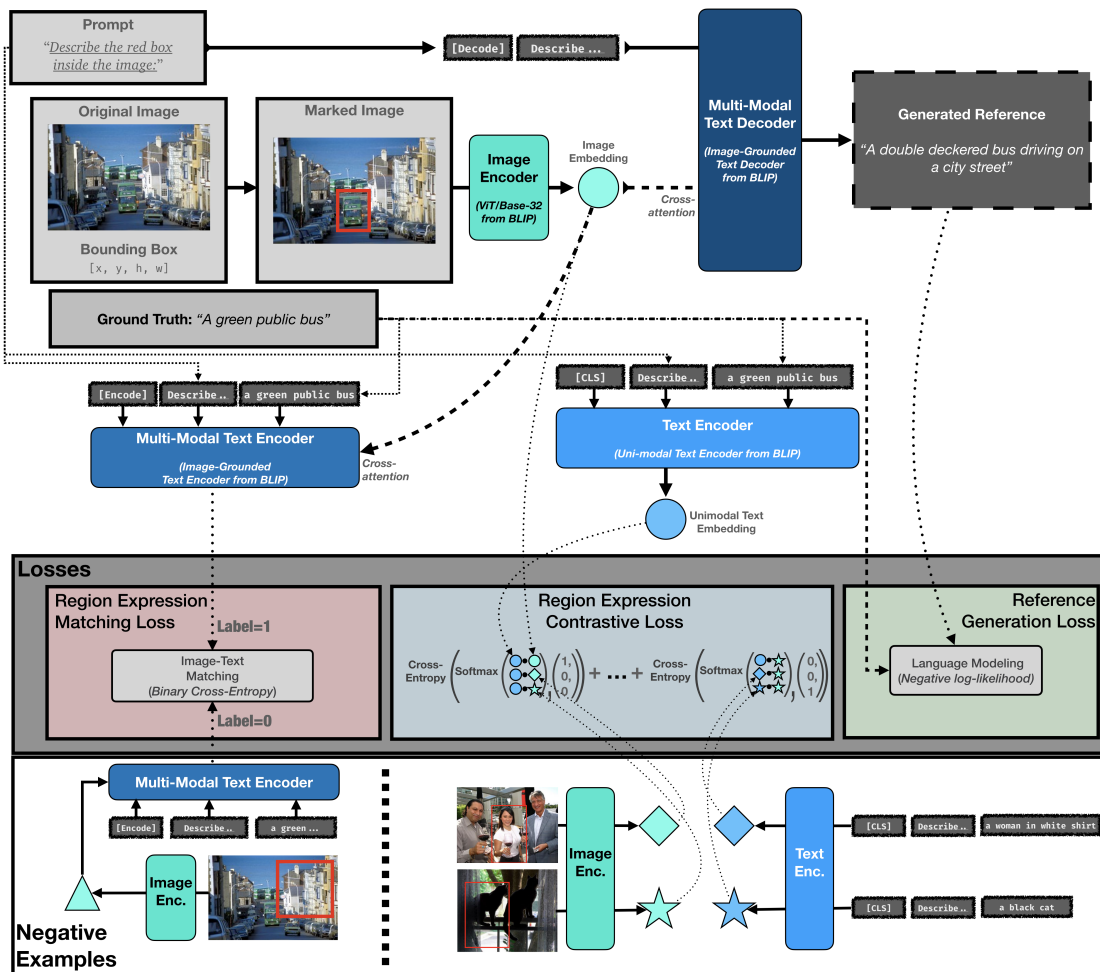 Prompt
“Describe the red box
inside the image:”
[Decode]
Describe ...
Original Image
Bounding Box
[x, y, h, w]
Marked Image
Image
Encoder
(ViT/Base-32
from BLIP)
Image
Embedding
Cross-
attention
Multi-Modal
Text Decoder
(Image-Grounded
Text Decoder
from BLIP)
Generated Reference
“A double deckered bus driving on
a city street”
Ground Truth: “A green public bus”
[Encode]
Describe..
a green public bus
Multi-Modal Text Encoder
(Image-Grounded
Text Encoder from BLIP)
Cross-
attention
[CLS]
Describe..
a green public bus
Text Encoder
(Uni-modal Text Encoder from BLIP)
Unimodal Text
Embedding
Losses
Region Expression
Matching Loss
Label=1
Image-Text
Matching
(Binary Cross-Entropy)
Label=0
Region Expression
Contrastive Loss
Cross-
Entropy
(Softmax
(
)
,
(
1,
0,
0
))
+ ... +
Cross-
Entropy
(Softmax
(
)
,
(
0,
0,
1
))
Reference
Generation Loss
Language Modeling
(Negative log-likelihood)
Multi-Modal Text Encoder
[Encode]
Describe..
a green...
Image
Enc.
Negative
Examples
Image
Enc.
Text
Enc.
[CLS]
Describe..
a woman in white shirt
[CLS]
Describe..
a black cat